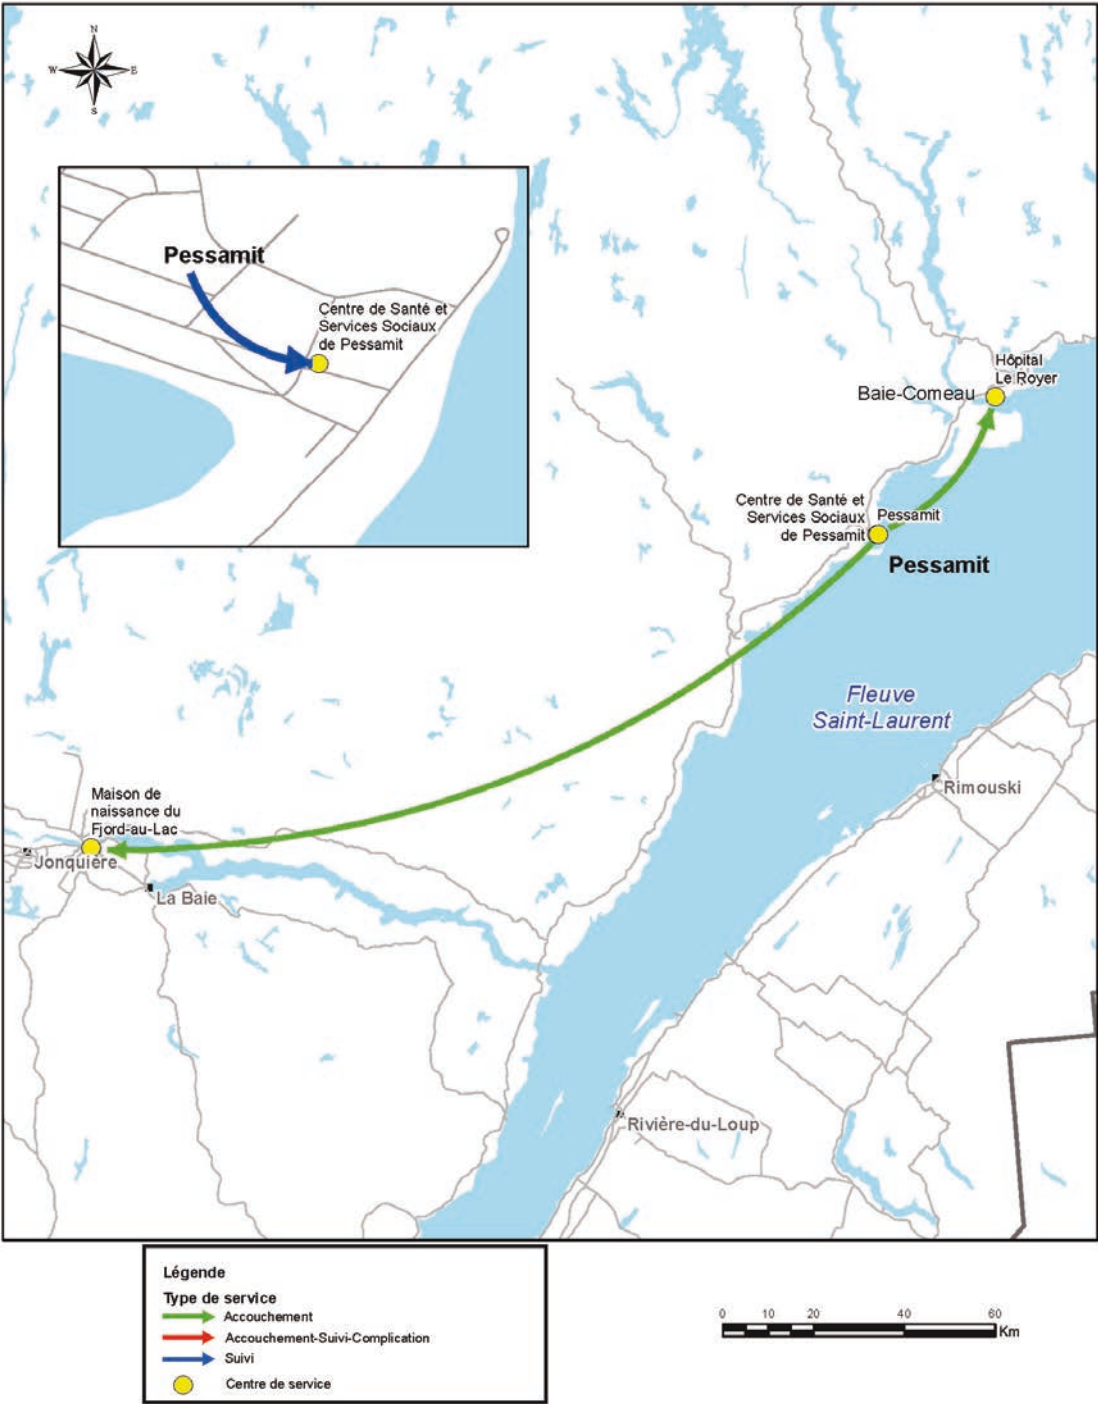 N
W E
S
Pessamit
Centre de Santé et
Services Sociaux
de Pessamit
Hôpital
Le Royer
Baie-Comeau
Centre de Santé et
Services Sociaux
de Pessamit
Pessamit
Pessamit
Fleuve
Saint-Laurent
Rimouski
Maison de
naissance du
Fjord-au-Lac
Jonquière
La Baie
Rivière-du-Loup
Légende
Type de service
Accouchement
Accouchement-Suivi-Complication
Suivi
Centre de service
0 10 20 40 60
Km